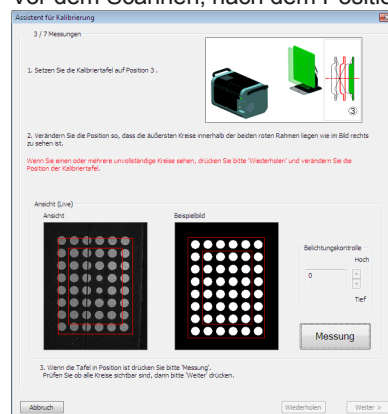 Vor dem Scannen, nach dem Positio
Assistent für Kalibrierung
3 / 7 Messungen
1. Setzen Sie die Kalibriertafel auf Position 3 .
③
2. Verändern Sie die Position so, dass die äußersten Kreise innerhalb der beiden roten Rahmen liegen wie im Bild rechts
zu sehen ist.
Wenn Sie einen oder mehrere unvollständige Kreise sehen, drücken Sie bitte 'Wiederholen' und verändern Sie die
Position der Kalibriertafel.
Ansicht (Live)
Ansicht
Beispielbild
Belichtungskontrolle
Hoch
0
Tief
Messung
3. Wenn die Tafel in Position ist drücken Sie bitte 'Messung'.
Prüfen Sie ob alle Kreise sichtbar sind, dann bitte 'Weiter' drücken.
Abbruch
Wiederholen
Weiter >